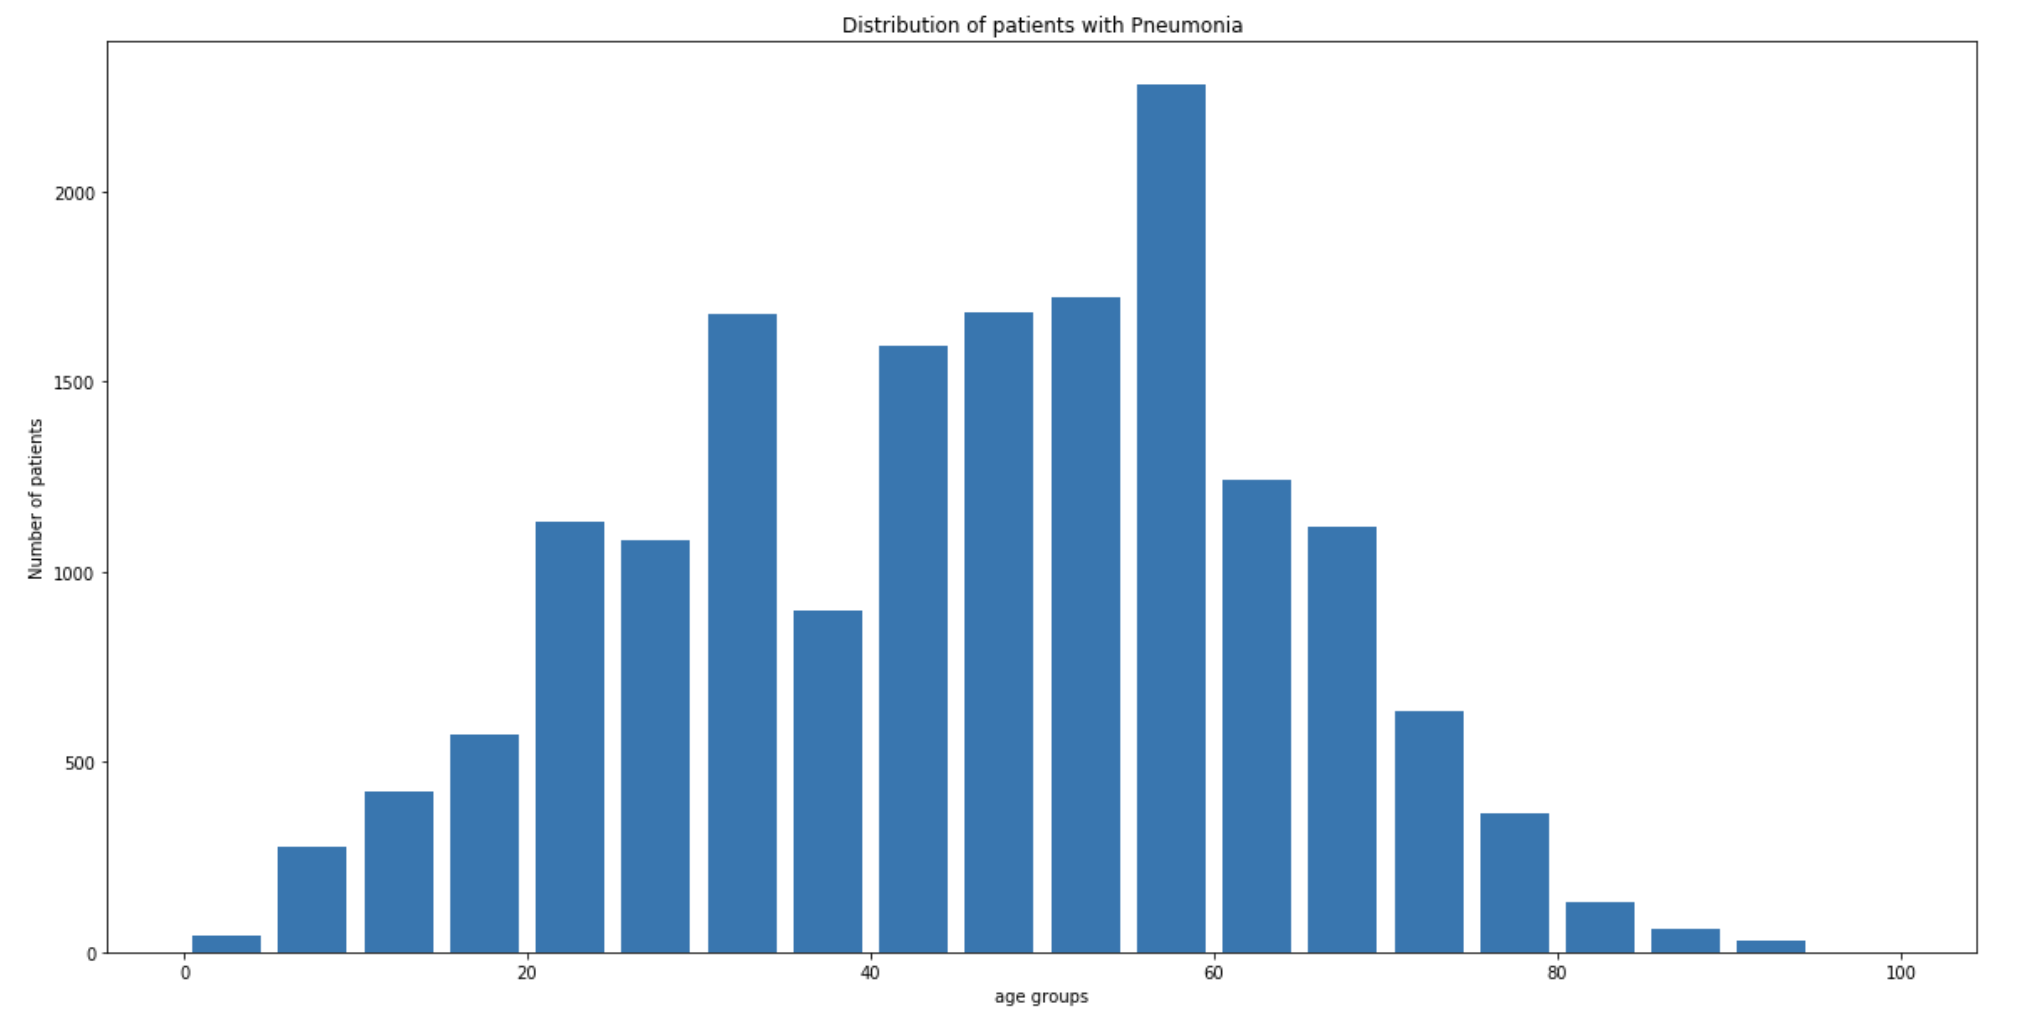 Distribution of patients with Pneumonia
2000
1500
1000
500
0
Number of patients
0 20 40 60 80 100
age groups